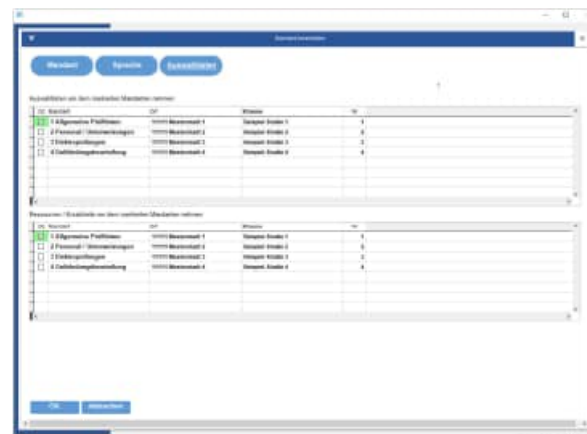 Mandant Sprache Auswahllisten
Auswahllisten aus dem markierten Mandanten nehmen
Mandant Ort Strasse Nr
1 Allgemeine Prüffristen Musterstadt 1 Beispiel-Straße 1 1
2 Personal / Unterweisungen Musterstadt 2 Beispiel-Straße 2 2
3 Elektroprüfungen Musterstadt 3 Beispiel-Straße 3 3
4 Gefährdungsbeurteilung Musterstadt 4 Beispiel-Straße 4 4
Ressourcen / Ersatzteile aus dem markierten Mandanten nehmen
Mandant Ort Strasse Nr
1 Allgemeine Prüffristen Musterstadt 1 Beispiel-Straße 1 1
2 Personal / Unterweisungen Musterstadt 2 Beispiel-Straße 2 2
3 Elektroprüfungen Musterstadt 3 Beispiel-Straße 3 3
4 Gefährdungsbeurteilung Musterstadt 4 Beispiel-Straße 4 4
OK Abbrechen